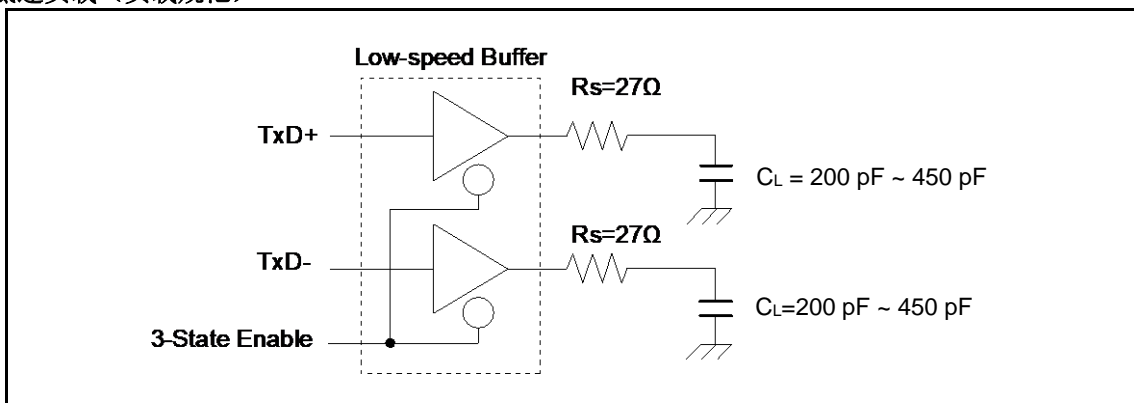 Low-speed Buffer
Rs=27Ω
TxD+
CL = 200 pF ~ 450 pF
Rs=27Ω
TxD-
CL=200 pF ~ 450 pF
3-State Enable